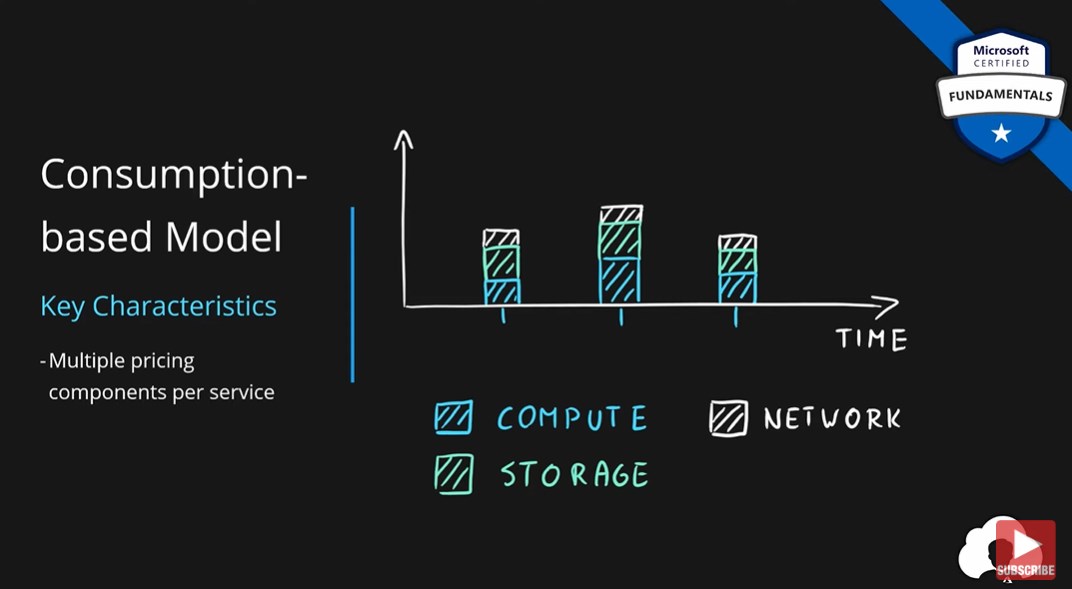 Microsoft
CERTIFIED
FUNDAMENTALS
Consumption-
based Model
Key Characteristics
- Multiple pricing
components per service
TIME
COMPUTE
NETWORK
STORAGE
SUBSCRIBE